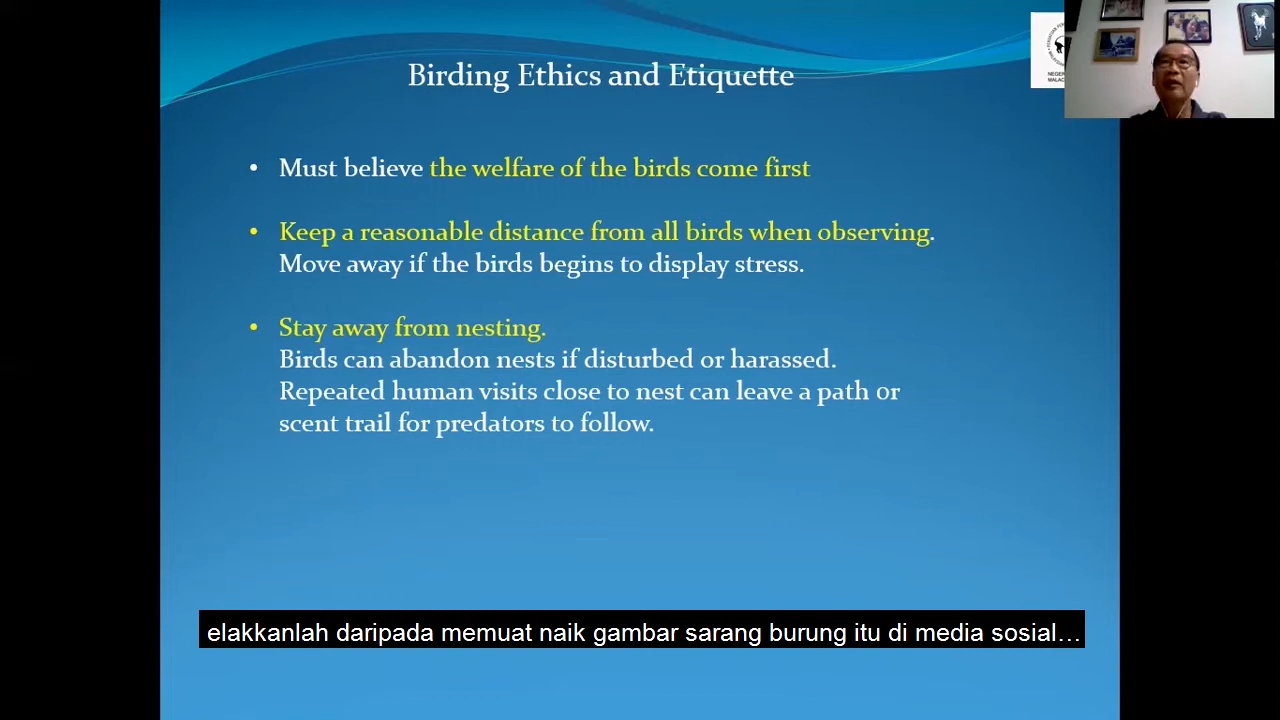 Birding Ethics and Etiquette
NEGER
MALAC
• Must believe the welfare of the birds come first
• Keep a reasonable distance from all birds when observing.
Move away if the birds begins to display stress.
• Stay away from nesting.
Birds can abandon nests if disturbed or harassed.
Repeated human visits close to nest can leave a path or
scent trail for predators to follow.
elakkanlah daripada memuat naik gambar sarang burung itu di media sosial…